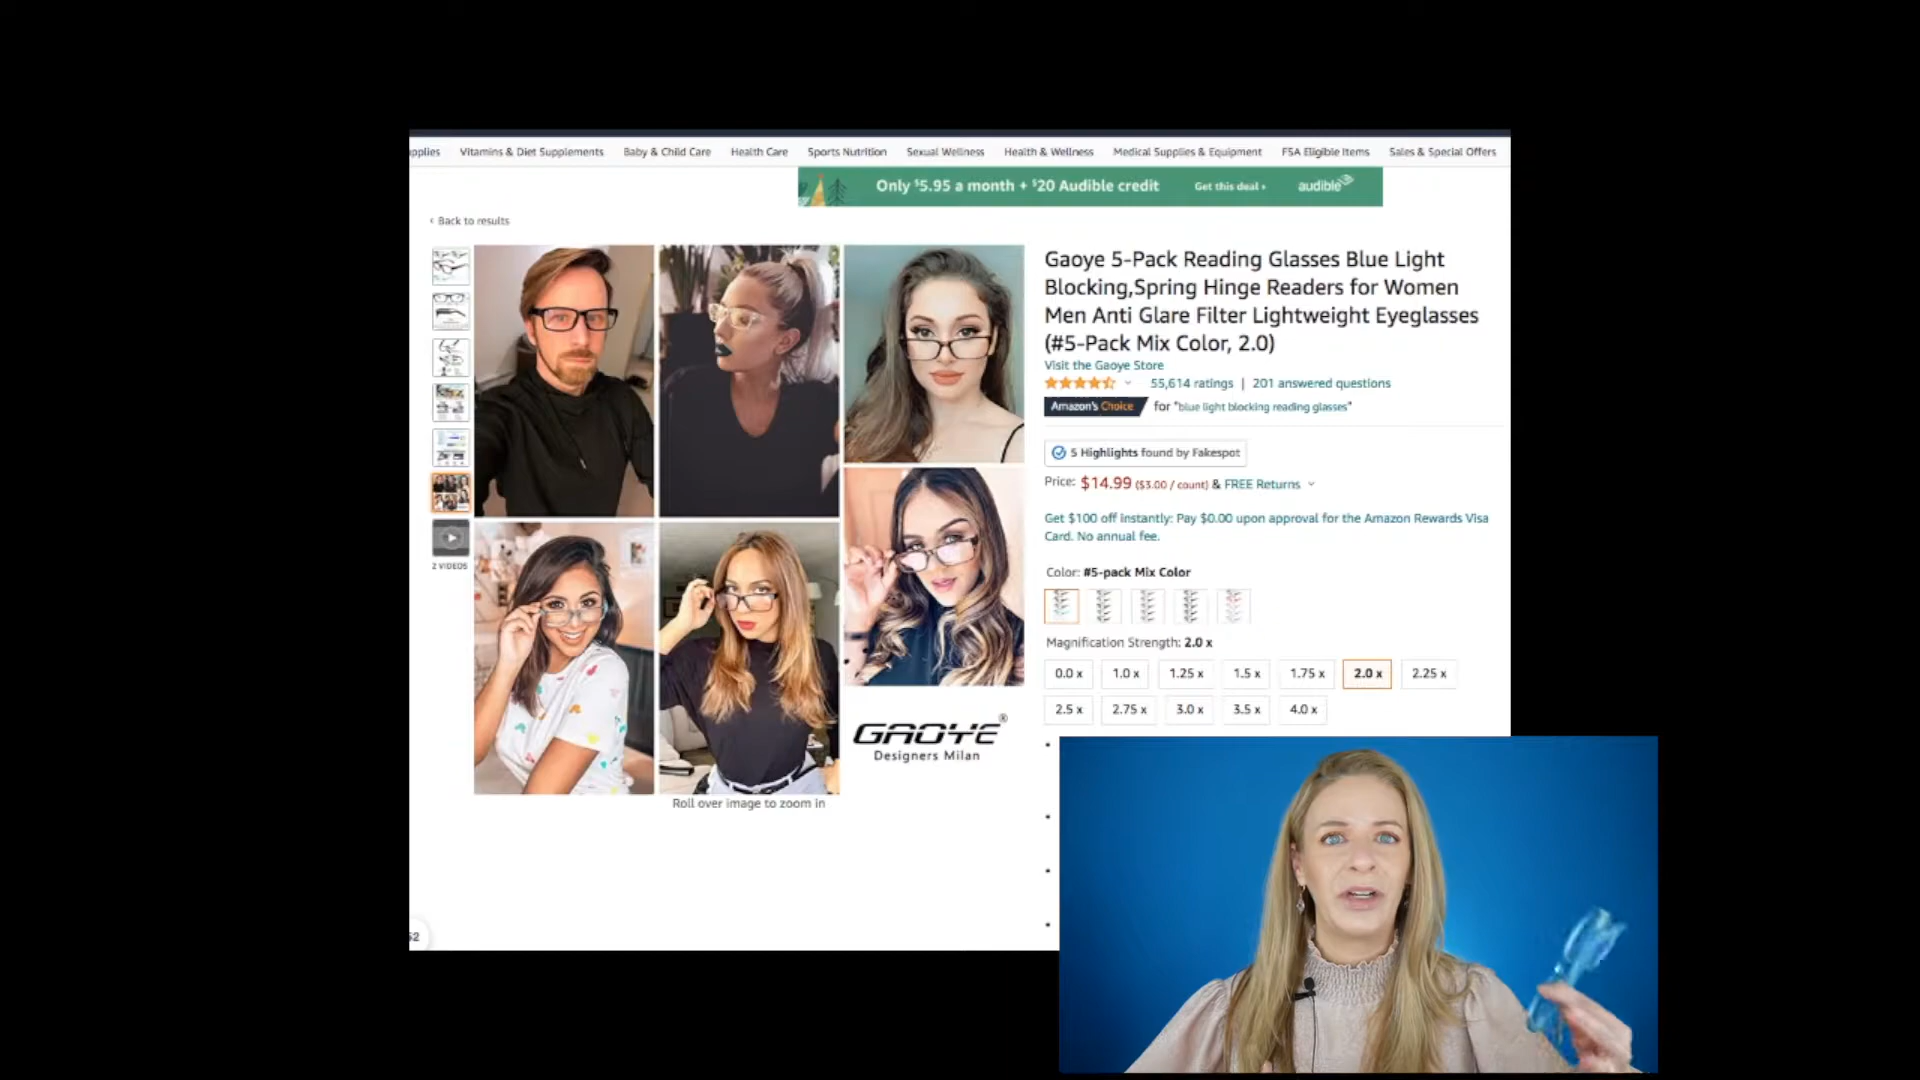 Vitamins & Diet Supplements Baby & Child Care Health Care Sports Nutrition Sexual Wellness Health & Wellness Medical Supplies & Equipment FSA Eligible Items Sales & Special Offers
Only $5.95 a month + $20 Audible credit Get this deal › audible
‹ Back to results
Gaoye 5-Pack Reading Glasses Blue Light
Blocking,Spring Hinge Readers for Women
Men Anti Glare Filter Lightweight Eyeglasses
(#5-Pack Mix Color, 2.0)
Visit the Gaoye Store
55,614 ratings | 201 answered questions
Amazon's Choice for "blue light blocking reading glasses"
5 Highlights found by Fakespot
Price: $14.99 ($3.00 / count) & FREE Returns
Get $100 off instantly: Pay $0.00 upon approval for the Amazon Rewards Visa
Card. No annual fee.
Color: #5-pack Mix Color
Magnification Strength: 2.0 x
0.0 x 1.0 x 1.25 x 1.5 x 1.75 x 2.0 x 2.25 x
2.5 x 2.75 x 3.0 x 3.5 x 4.0 x
2 VIDEOS
GAOYE®
Designers Milan
Roll over image to zoom in